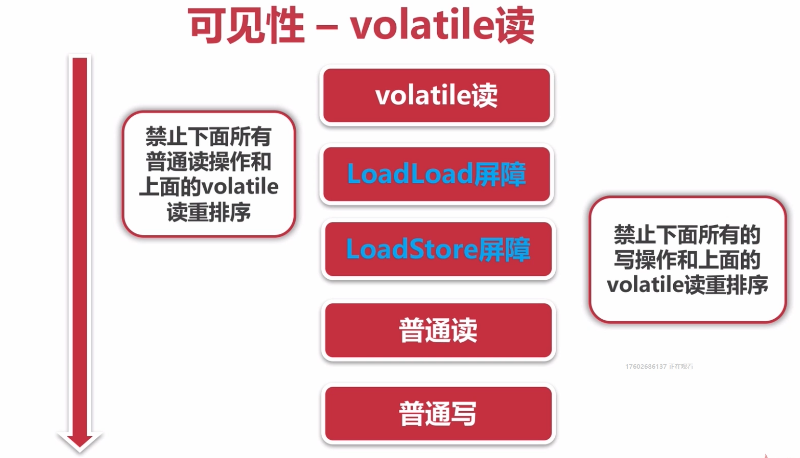 可见性 – volatile读
volatile读
禁止下面所有
普通读操作和
上面的volatile
读重排序
LoadLoad屏障
LoadStore屏障
禁止下面所有的
写操作和上面的
volatile读重排序
普通读
普通写